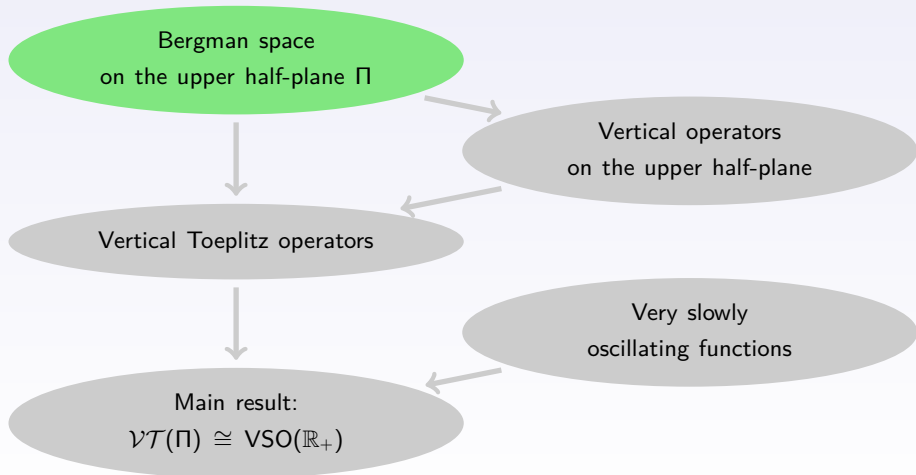 Bergman space
on the upper half-plane Π
Vertical operators
on the upper half-plane
Vertical Toeplitz operators
Very slowly
oscillating functions
Main result:
𝒱𝒯(Π) ≅ VSO(ℝ₊)